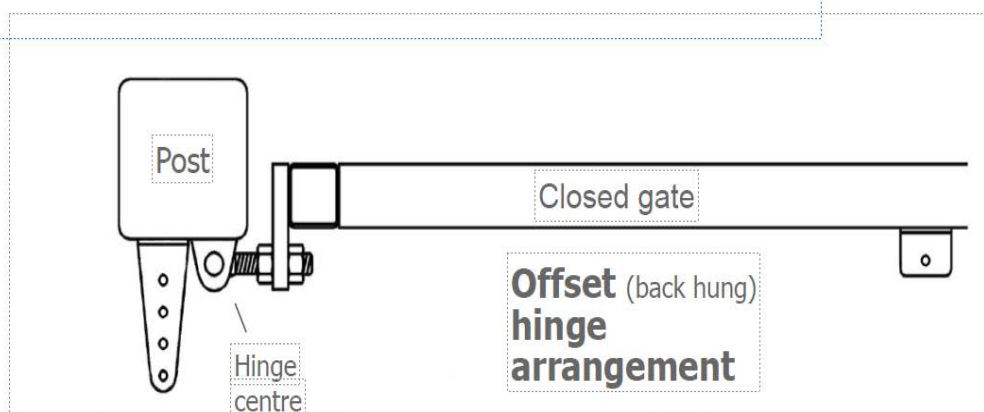 Post
Closed gate
Offset (back hung)
hinge
arrangement
Hinge
centre